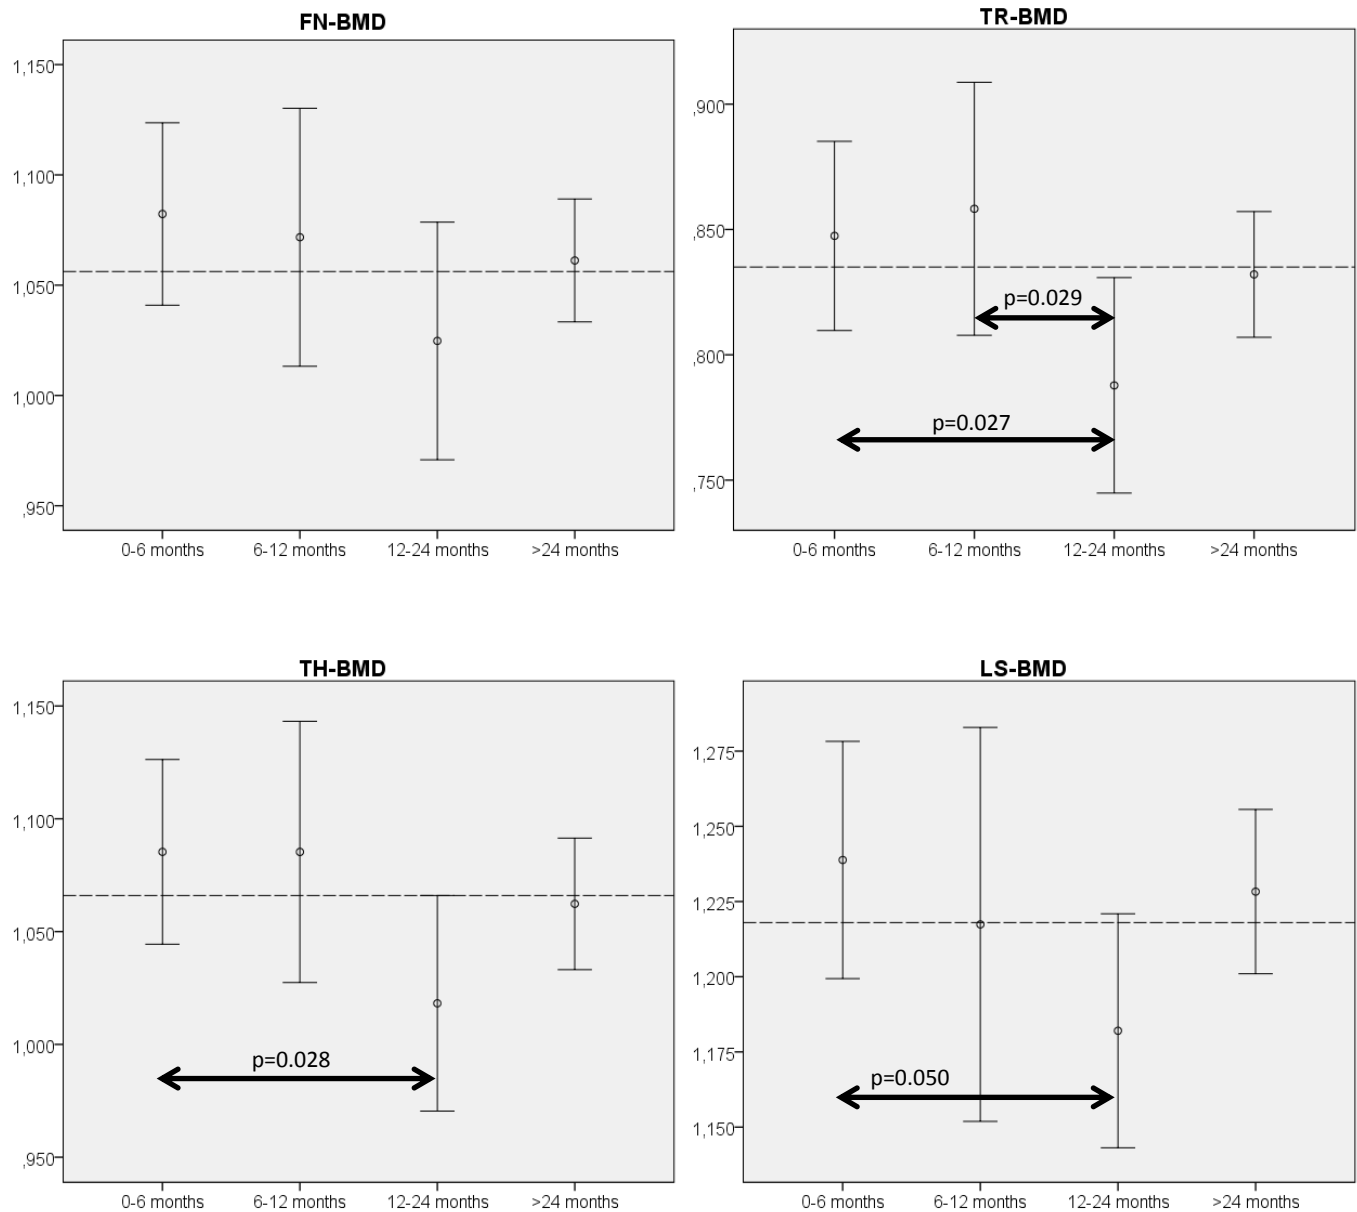 FN-BMD
1,150
1,100
1,050
1,000
,950
0-6 months 6-12 months 12-24 months >24 months
TR-BMD
,900
,850
,800
,750
p=0.029
p=0.027
0-6 months 6-12 months 12-24 months >24 months
TH-BMD
1,150
1,100
1,050
1,000
,950
p=0.028
0-6 months 6-12 months 12-24 months >24 months
LS-BMD
1,275
1,250
1,225
1,200
1,175
1,150
p=0.050
0-6 months 6-12 months 12-24 months >24 months